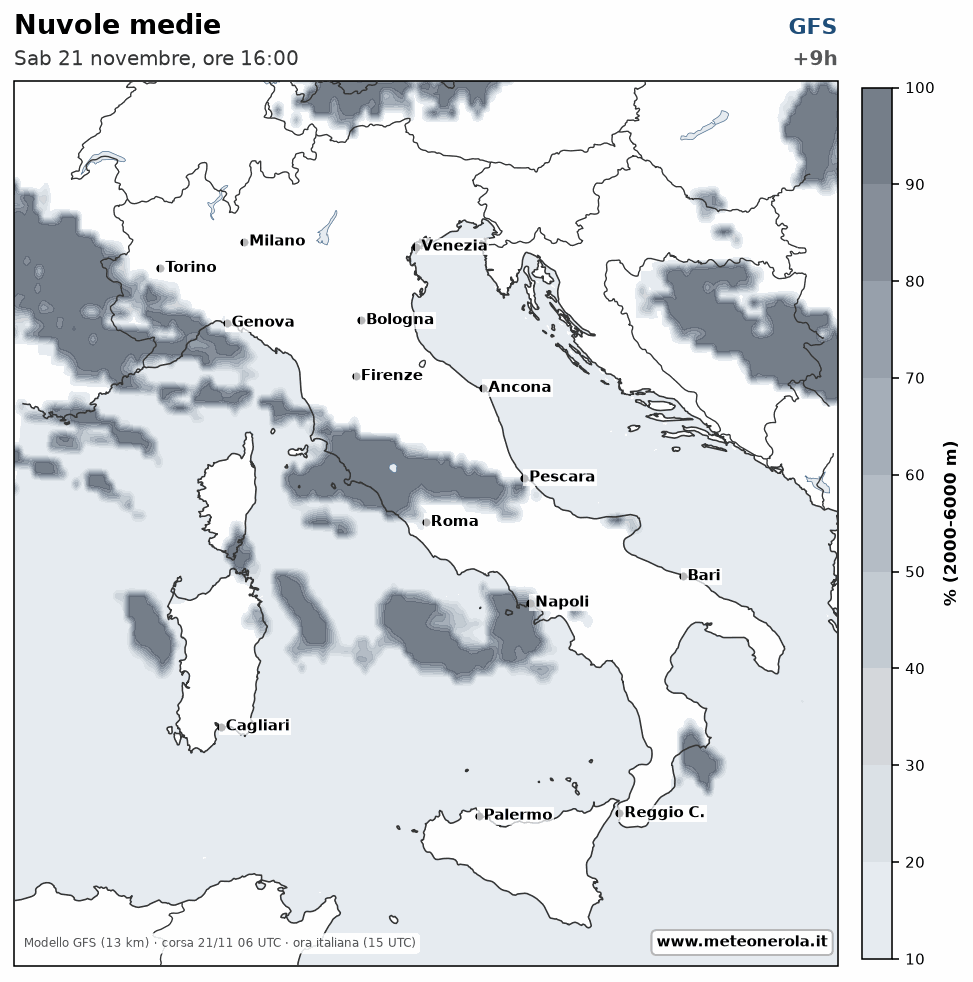 Nuvole medie
GFS
Sab 21 novembre, ore 16:00
+9h
Milano
Venezia
Torino
Genova
Bologna
Firenze
Ancona
Pescara
Roma
Bari
Napoli
Cagliari
Palermo
Reggio C.
Modello GFS (13 km) · corsa 21/11 06 UTC · ora italiana (15 UTC)
www.meteonerola.it
100
90
80
70
60
50
40
30
20
10
% (2000-6000 m)